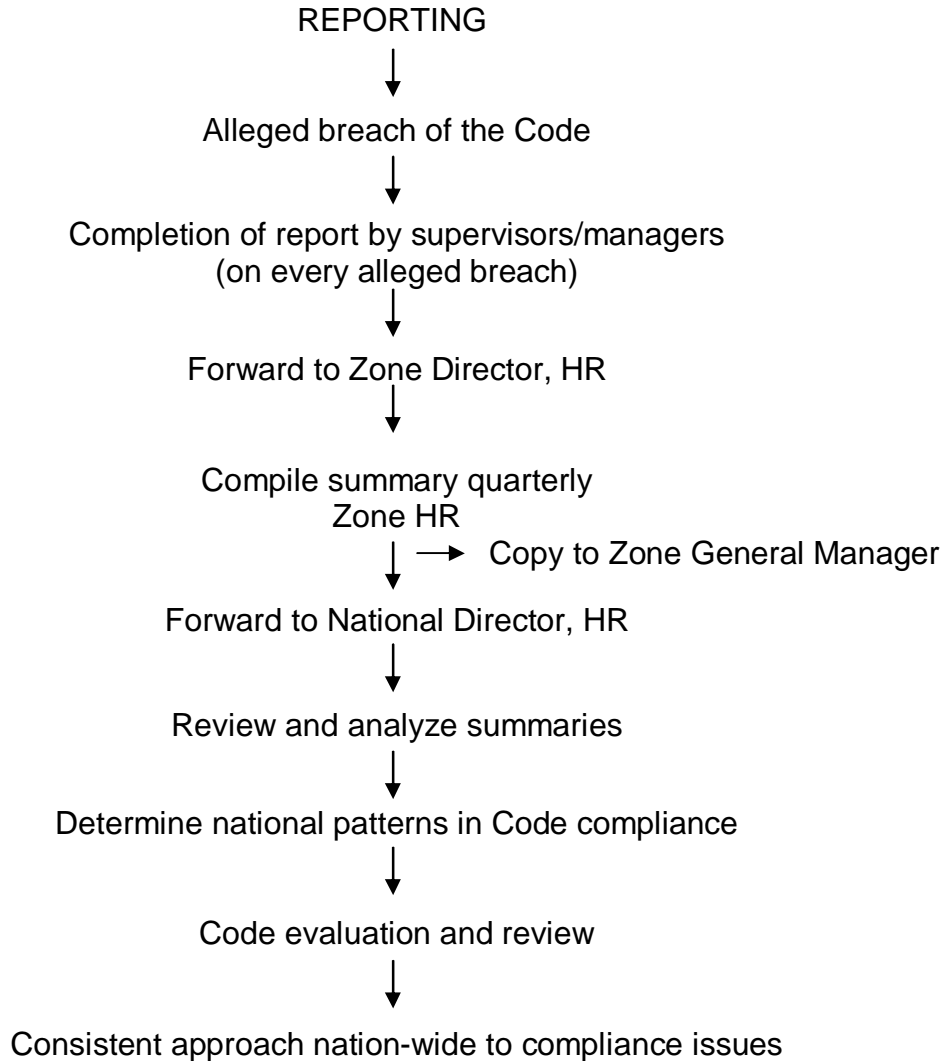 REPORTING
Alleged breach of the Code
Completion of report by supervisors/managers
(on every alleged breach)
Forward to Zone Director, HR
Compile summary quarterly
Zone HR
Copy to Zone General Manager
Forward to National Director, HR
Review and analyze summaries
Determine national patterns in Code compliance
Code evaluation and review
Consistent approach nation-wide to compliance issues